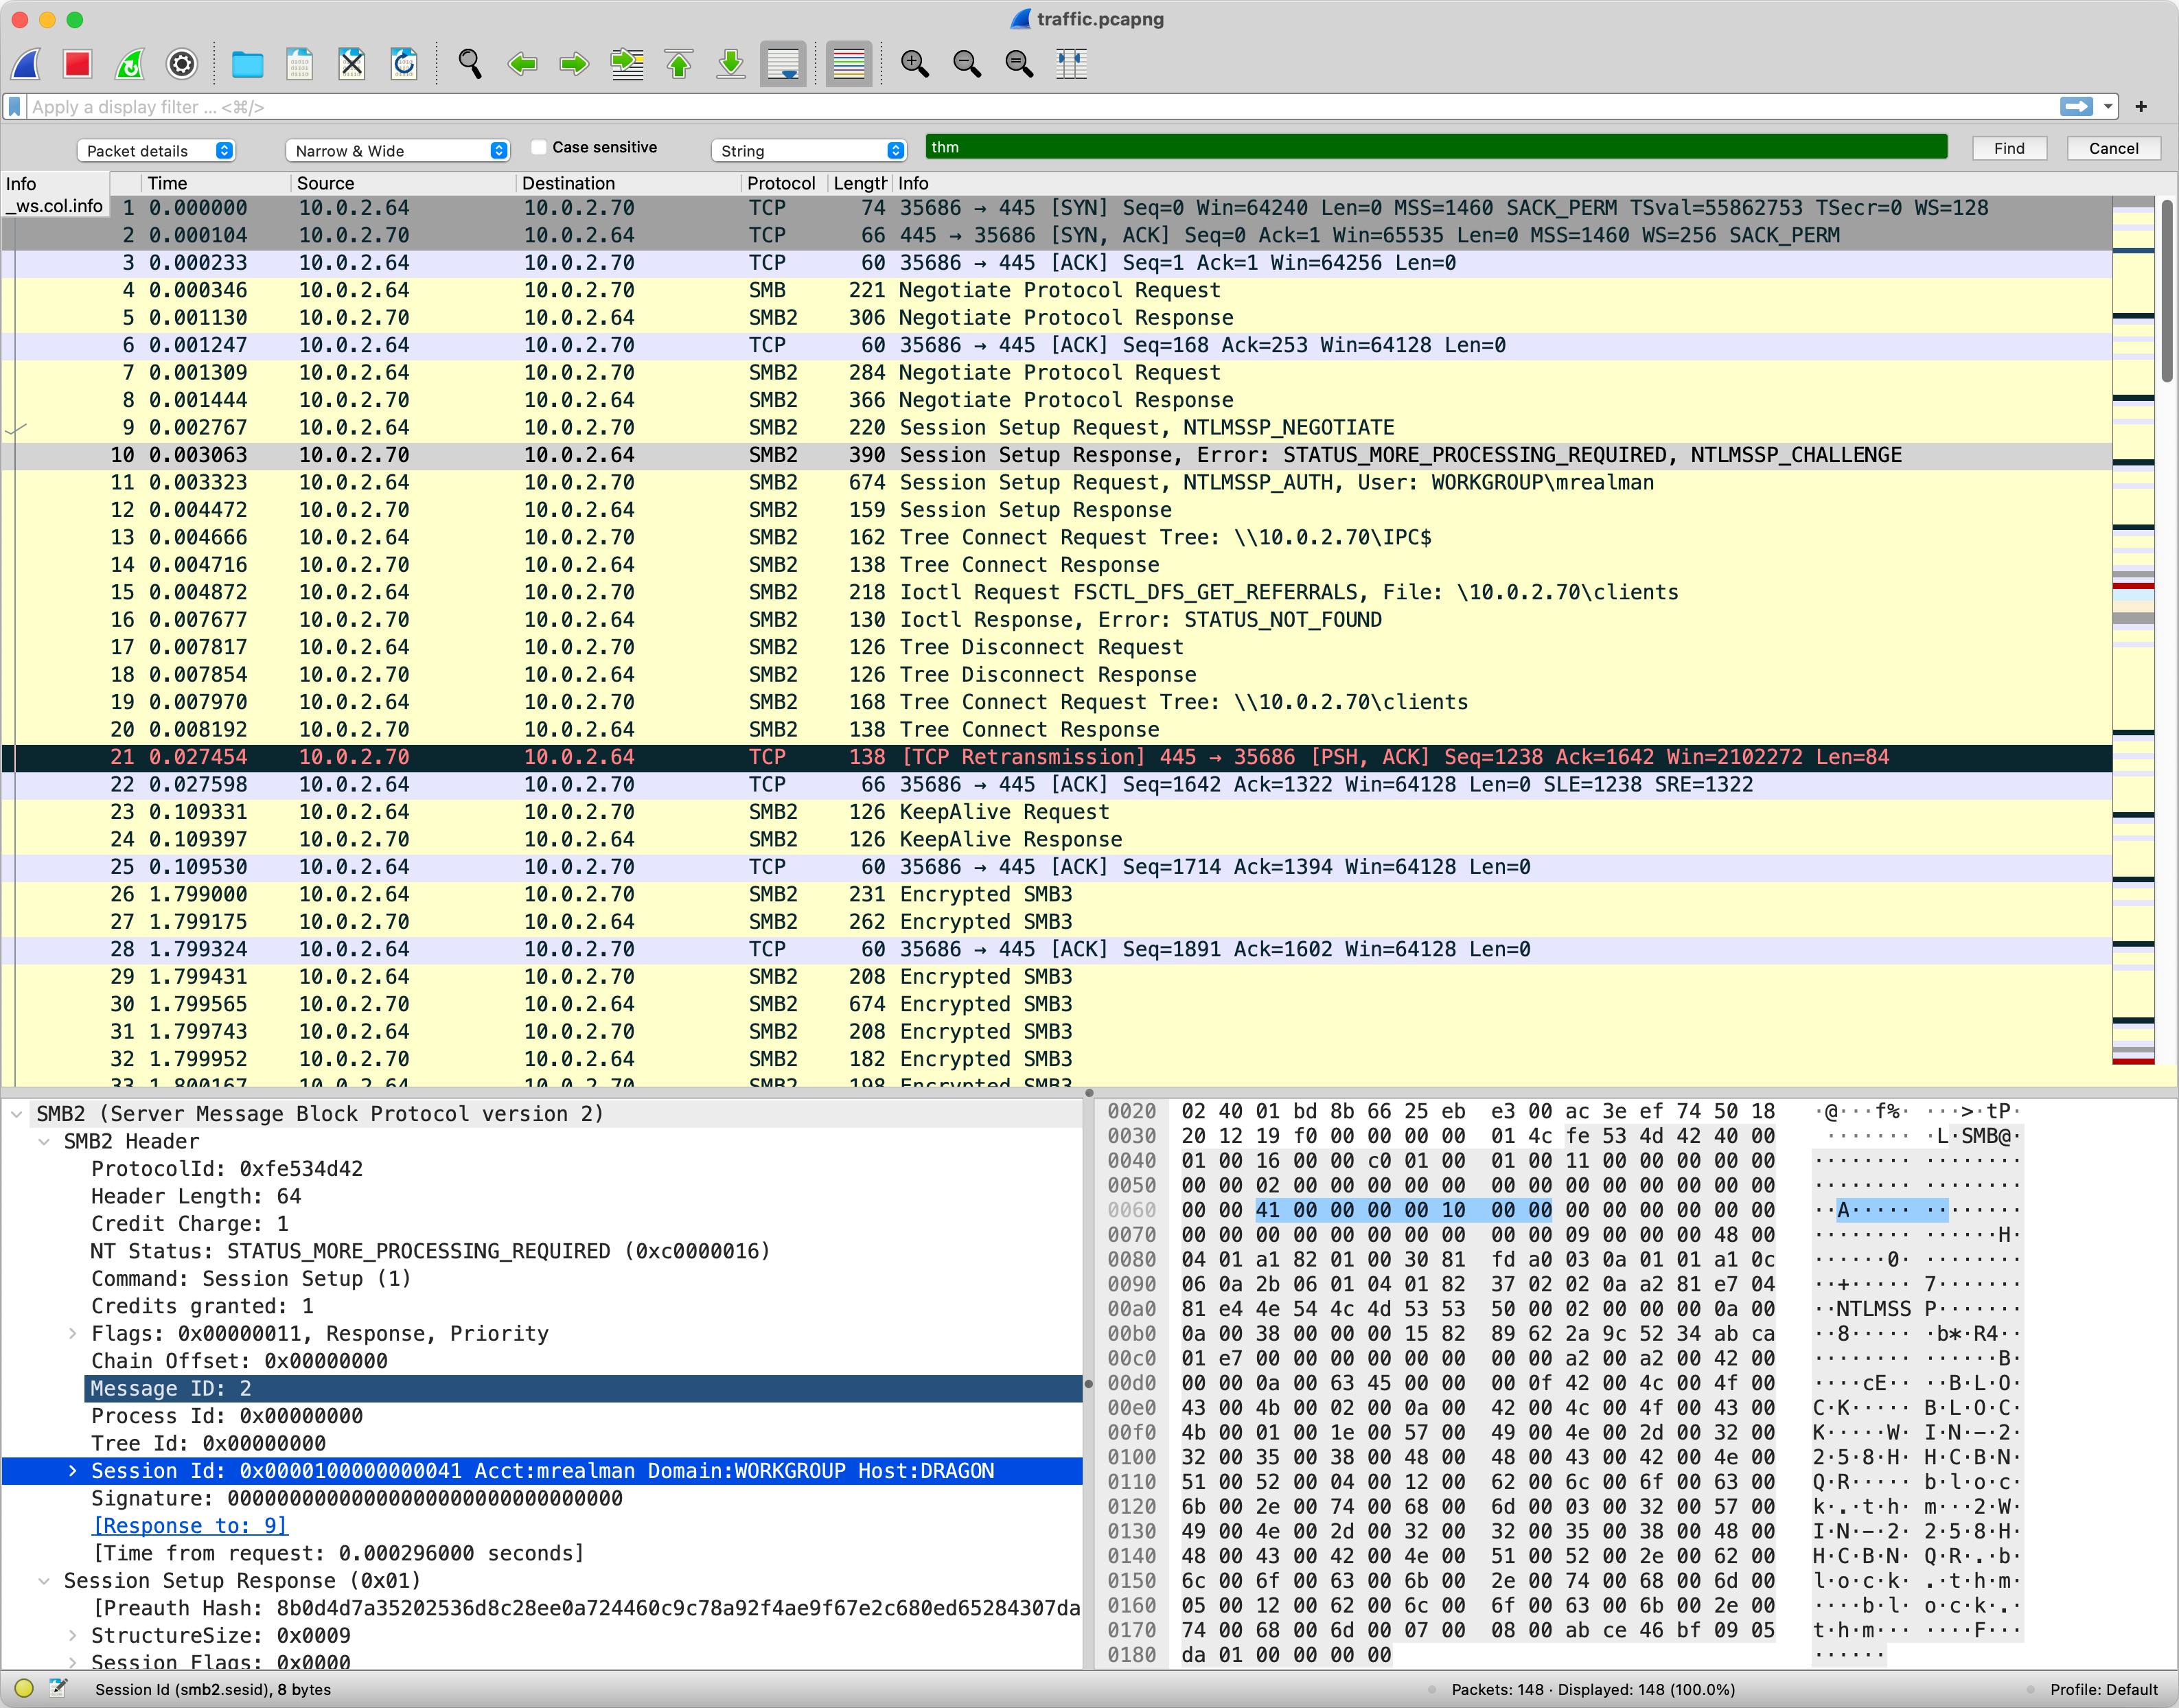 traffic.pcapng
Apply a display filter ... <⌘/>
+
Packet details
Narrow & Wide
Case sensitive
String
thm
Find
Cancel
Info Time Source Destination Protocol Length Info
_ws.col.info
1 0.000000 10.0.2.64 10.0.2.70 TCP 74 35686 → 445 [SYN] Seq=0 Win=64240 Len=0 MSS=1460 SACK_PERM TSval=55862753 TSecr=0 WS=128
2 0.000104 10.0.2.70 10.0.2.64 TCP 66 445 → 35686 [SYN, ACK] Seq=0 Ack=1 Win=65535 Len=0 MSS=1460 WS=256 SACK_PERM
3 0.000233 10.0.2.64 10.0.2.70 TCP 60 35686 → 445 [ACK] Seq=1 Ack=1 Win=64256 Len=0
4 0.000346 10.0.2.64 10.0.2.70 SMB 221 Negotiate Protocol Request
5 0.001130 10.0.2.70 10.0.2.64 SMB2 306 Negotiate Protocol Response
6 0.001247 10.0.2.64 10.0.2.70 TCP 60 35686 → 445 [ACK] Seq=168 Ack=253 Win=64128 Len=0
7 0.001309 10.0.2.64 10.0.2.70 SMB2 284 Negotiate Protocol Request
8 0.001444 10.0.2.70 10.0.2.64 SMB2 366 Negotiate Protocol Response
9 0.002767 10.0.2.64 10.0.2.70 SMB2 220 Session Setup Request, NTLMSSP_NEGOTIATE
10 0.003063 10.0.2.70 10.0.2.64 SMB2 390 Session Setup Response, Error: STATUS_MORE_PROCESSING_REQUIRED, NTLMSSP_CHALLENGE
11 0.003323 10.0.2.64 10.0.2.70 SMB2 674 Session Setup Request, NTLMSSP_AUTH, User: WORKGROUP\mrealman
12 0.004472 10.0.2.70 10.0.2.64 SMB2 159 Session Setup Response
13 0.004666 10.0.2.64 10.0.2.70 SMB2 162 Tree Connect Request Tree: \\10.0.2.70\IPC$
14 0.004716 10.0.2.70 10.0.2.64 SMB2 138 Tree Connect Response
15 0.004872 10.0.2.64 10.0.2.70 SMB2 218 Ioctl Request FSCTL_DFS_GET_REFERRALS, File: \10.0.2.70\clients
16 0.007677 10.0.2.70 10.0.2.64 SMB2 130 Ioctl Response, Error: STATUS_NOT_FOUND
17 0.007817 10.0.2.64 10.0.2.70 SMB2 126 Tree Disconnect Request
18 0.007854 10.0.2.70 10.0.2.64 SMB2 126 Tree Disconnect Response
19 0.007970 10.0.2.64 10.0.2.70 SMB2 168 Tree Connect Request Tree: \\10.0.2.70\clients
20 0.008192 10.0.2.70 10.0.2.64 SMB2 138 Tree Connect Response
21 0.027454 10.0.2.70 10.0.2.64 TCP 138 [TCP Retransmission] 445 → 35686 [PSH, ACK] Seq=1238 Ack=1642 Win=2102272 Len=84
22 0.027598 10.0.2.64 10.0.2.70 TCP 66 35686 → 445 [ACK] Seq=1642 Ack=1322 Win=64128 Len=0 SLE=1238 SRE=1322
23 0.109331 10.0.2.64 10.0.2.70 SMB2 126 KeepAlive Request
24 0.109397 10.0.2.70 10.0.2.64 SMB2 126 KeepAlive Response
25 0.109530 10.0.2.64 10.0.2.70 TCP 60 35686 → 445 [ACK] Seq=1714 Ack=1394 Win=64128 Len=0
26 1.799000 10.0.2.64 10.0.2.70 SMB2 231 Encrypted SMB3
27 1.799175 10.0.2.70 10.0.2.64 SMB2 262 Encrypted SMB3
28 1.799324 10.0.2.64 10.0.2.70 TCP 60 35686 → 445 [ACK] Seq=1891 Ack=1602 Win=64128 Len=0
29 1.799431 10.0.2.64 10.0.2.70 SMB2 208 Encrypted SMB3
30 1.799565 10.0.2.70 10.0.2.64 SMB2 674 Encrypted SMB3
31 1.799743 10.0.2.64 10.0.2.70 SMB2 208 Encrypted SMB3
32 1.799952 10.0.2.70 10.0.2.64 SMB2 182 Encrypted SMB3
33 1.800167 10.0.2.64 10.0.2.70 SMB2 198 Encrypted SMB3
SMB2 (Server Message Block Protocol version 2)
SMB2 Header
ProtocolId: 0xfe534d42
Header Length: 64
Credit Charge: 1
NT Status: STATUS_MORE_PROCESSING_REQUIRED (0xc0000016)
Command: Session Setup (1)
Credits granted: 1
Flags: 0x00000011, Response, Priority
Chain Offset: 0x00000000
Message ID: 2
Process Id: 0x00000000
Tree Id: 0x00000000
Session Id: 0x0000100000000041 Acct:mrealman Domain:WORKGROUP Host:DRAGON
Signature: 00000000000000000000000000000000
[Response to: 9]
[Time from request: 0.000296000 seconds]
Session Setup Response (0x01)
[Preauth Hash: 8b0d4d7a35202536d8c28ee0a724460c9c78a92f4ae9f67e2c680ed65284307da
StructureSize: 0x0009
Session Flags: 0x0000
0020 02 40 01 bd 8b 66 25 eb e3 00 ac 3e ef 74 50 18 ·@···f%· ···>·tP·
0030 20 12 19 f0 00 00 00 00 01 4c fe 53 4d 42 40 00 ······· ·L·SMB@·
0040 01 00 16 00 00 c0 01 00 01 00 11 00 00 00 00 00 ········ ········
0050 00 00 02 00 00 00 00 00 00 00 00 00 00 00 00 00 ········ ········
0060 00 00 41 00 00 00 00 10 00 00 00 00 00 00 00 00 ··A····· ········
0070 00 00 00 00 00 00 00 00 00 00 09 00 00 00 48 00 ········ ······H·
0080 04 01 a1 82 01 00 30 81 fd a0 03 0a 01 01 a1 0c ······0· ········
0090 06 0a 2b 06 01 04 01 82 37 02 02 0a a2 81 e7 04 ··+····· 7·······
00a0 81 e4 4e 54 4c 4d 53 53 50 00 02 00 00 00 0a 00 ··NTLMSS P·······
00b0 0a 00 38 00 00 00 15 82 89 62 2a 9c 52 34 ab ca ··8····· ·b*·R4··
00c0 01 e7 00 00 00 00 00 00 00 00 a2 00 a2 00 42 00 ········ ······B·
00d0 00 00 0a 00 63 45 00 00 00 0f 42 00 4c 00 4f 00 ····cE·· ··B·L·O·
00e0 43 00 4b 00 02 00 0a 00 42 00 4c 00 4f 00 43 00 C·K····· B·L·O·C·
00f0 4b 00 01 00 1e 00 57 00 49 00 4e 00 2d 00 32 00 K·····W· I·N·-·2·
0100 32 00 35 00 38 00 48 00 48 00 43 00 42 00 4e 00 2·5·8·H· H·C·B·N·
0110 51 00 52 00 04 00 12 00 62 00 6c 00 6f 00 63 00 Q·R····· b·l·o·c·
0120 6b 00 2e 00 74 00 68 00 6d 00 03 00 32 00 57 00 k·.·t·h· m···2·W·
0130 49 00 4e 00 2d 00 32 00 32 00 35 00 38 00 48 00 I·N·-·2· 2·5·8·H·
0140 48 00 43 00 42 00 4e 00 51 00 52 00 2e 00 62 00 H·C·B·N· Q·R·.·b·
0150 6c 00 6f 00 63 00 6b 00 2e 00 74 00 68 00 6d 00 l·o·c·k· .·t·h·m·
0160 05 00 12 00 62 00 6c 00 6f 00 63 00 6b 00 2e 00 ····b·l· o·c·k·.·
0170 74 00 68 00 6d 00 07 00 08 00 ab ce 46 bf 09 05 t·h·m··· ····F···
0180 da 01 00 00 00 00 ······
Session Id (smb2.sesid), 8 bytes
Packets: 148 · Displayed: 148 (100.0%)
Profile: Default